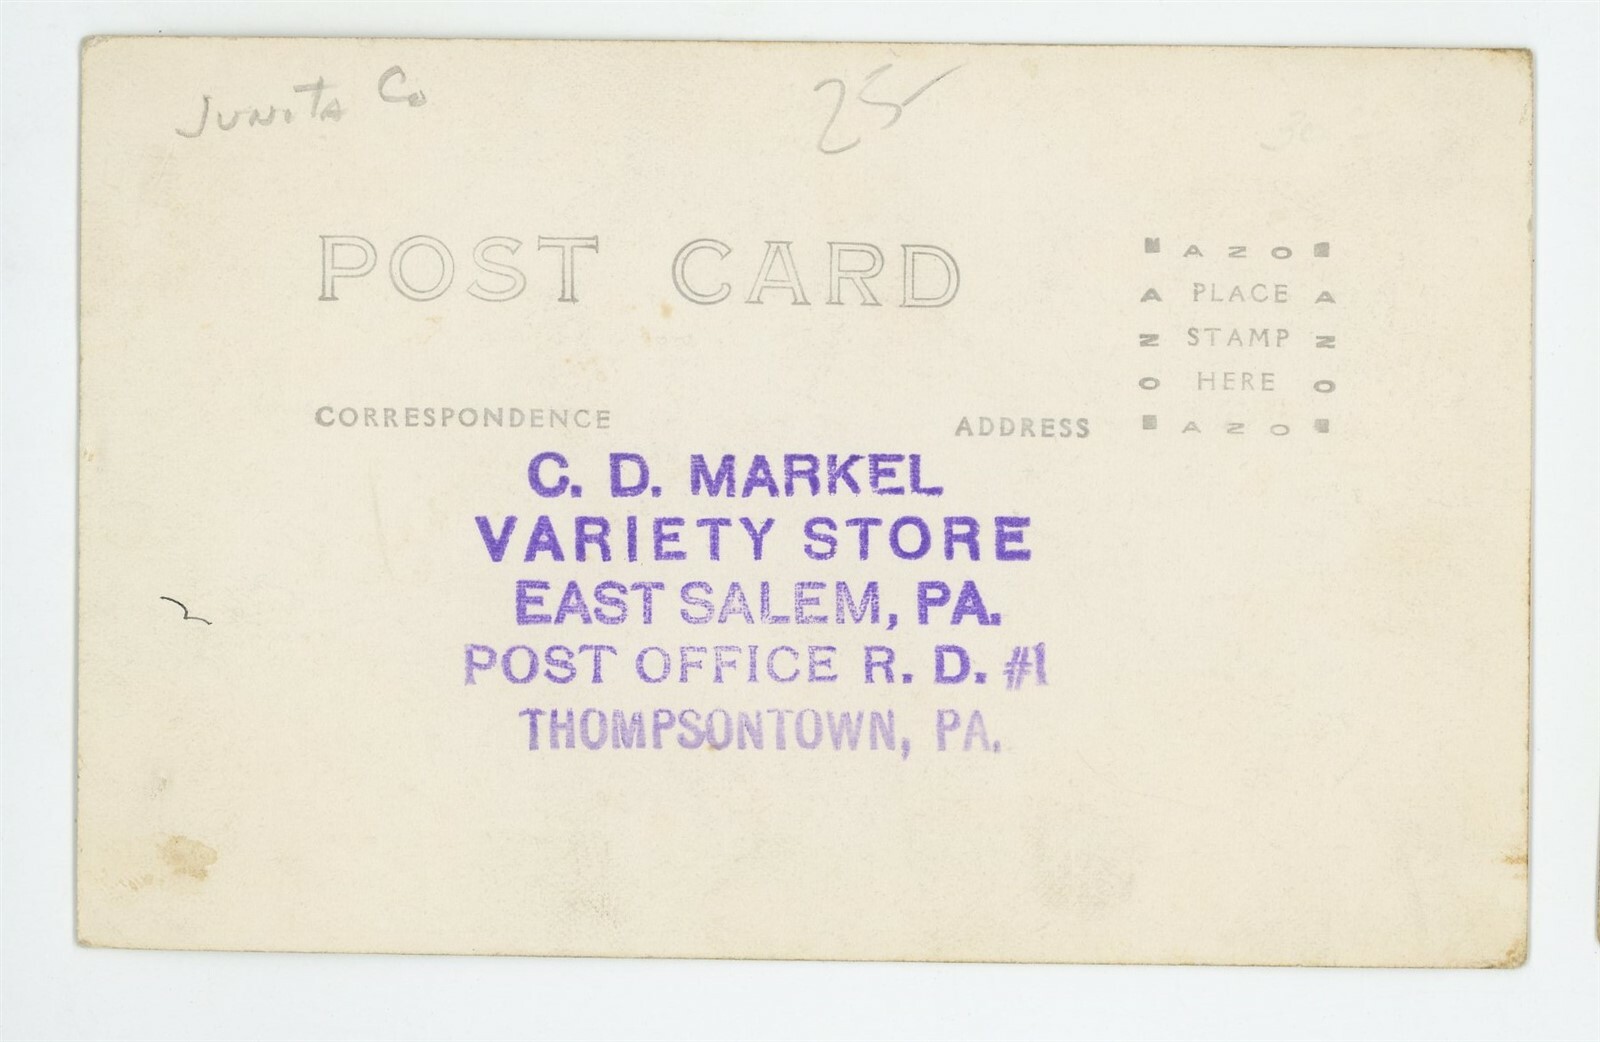 Junita Co
25
POST CARD
AZO
A PLACE A
Z STAMP Z
O HERE O
AZO
CORRESPONDENCE
ADDRESS
C. D. MARKEL
VARIETY STORE
EAST SALEM, PA.
POST OFFICE R. D. #1
THOMPSONTOWN, PA.